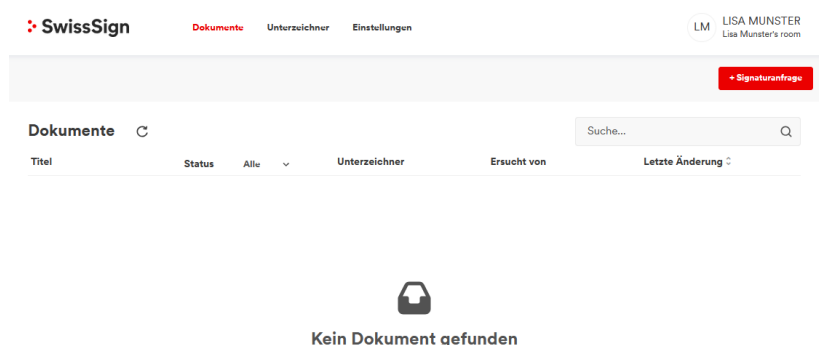 SwissSign
Dokumente Unterzeichner Einstellungen
LM LISA MUNSTER
Lisa Munster's room
+ Signaturanfrage
Dokumente
Suche...
Titel Status Alle Unterzeichner Ersucht von Letzte Änderung
Kein Dokument gefunden